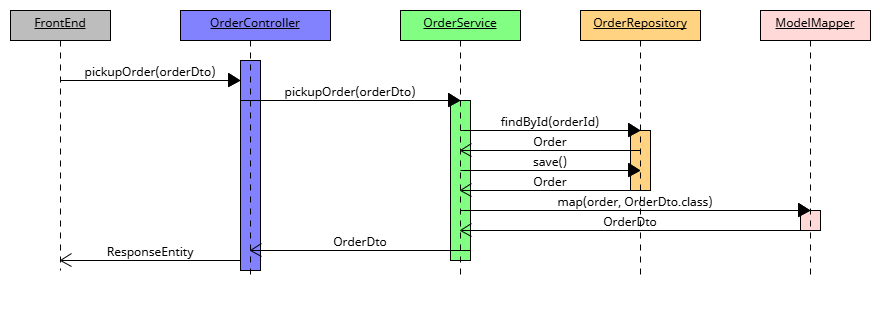 FrontEnd
OrderController
OrderService
OrderRepository
ModelMapper
pickupOrder(orderDto)
pickupOrder(orderDto)
findById(orderId)
Order
save()
Order
map(order, OrderDto.class)
OrderDto
OrderDto
ResponseEntity